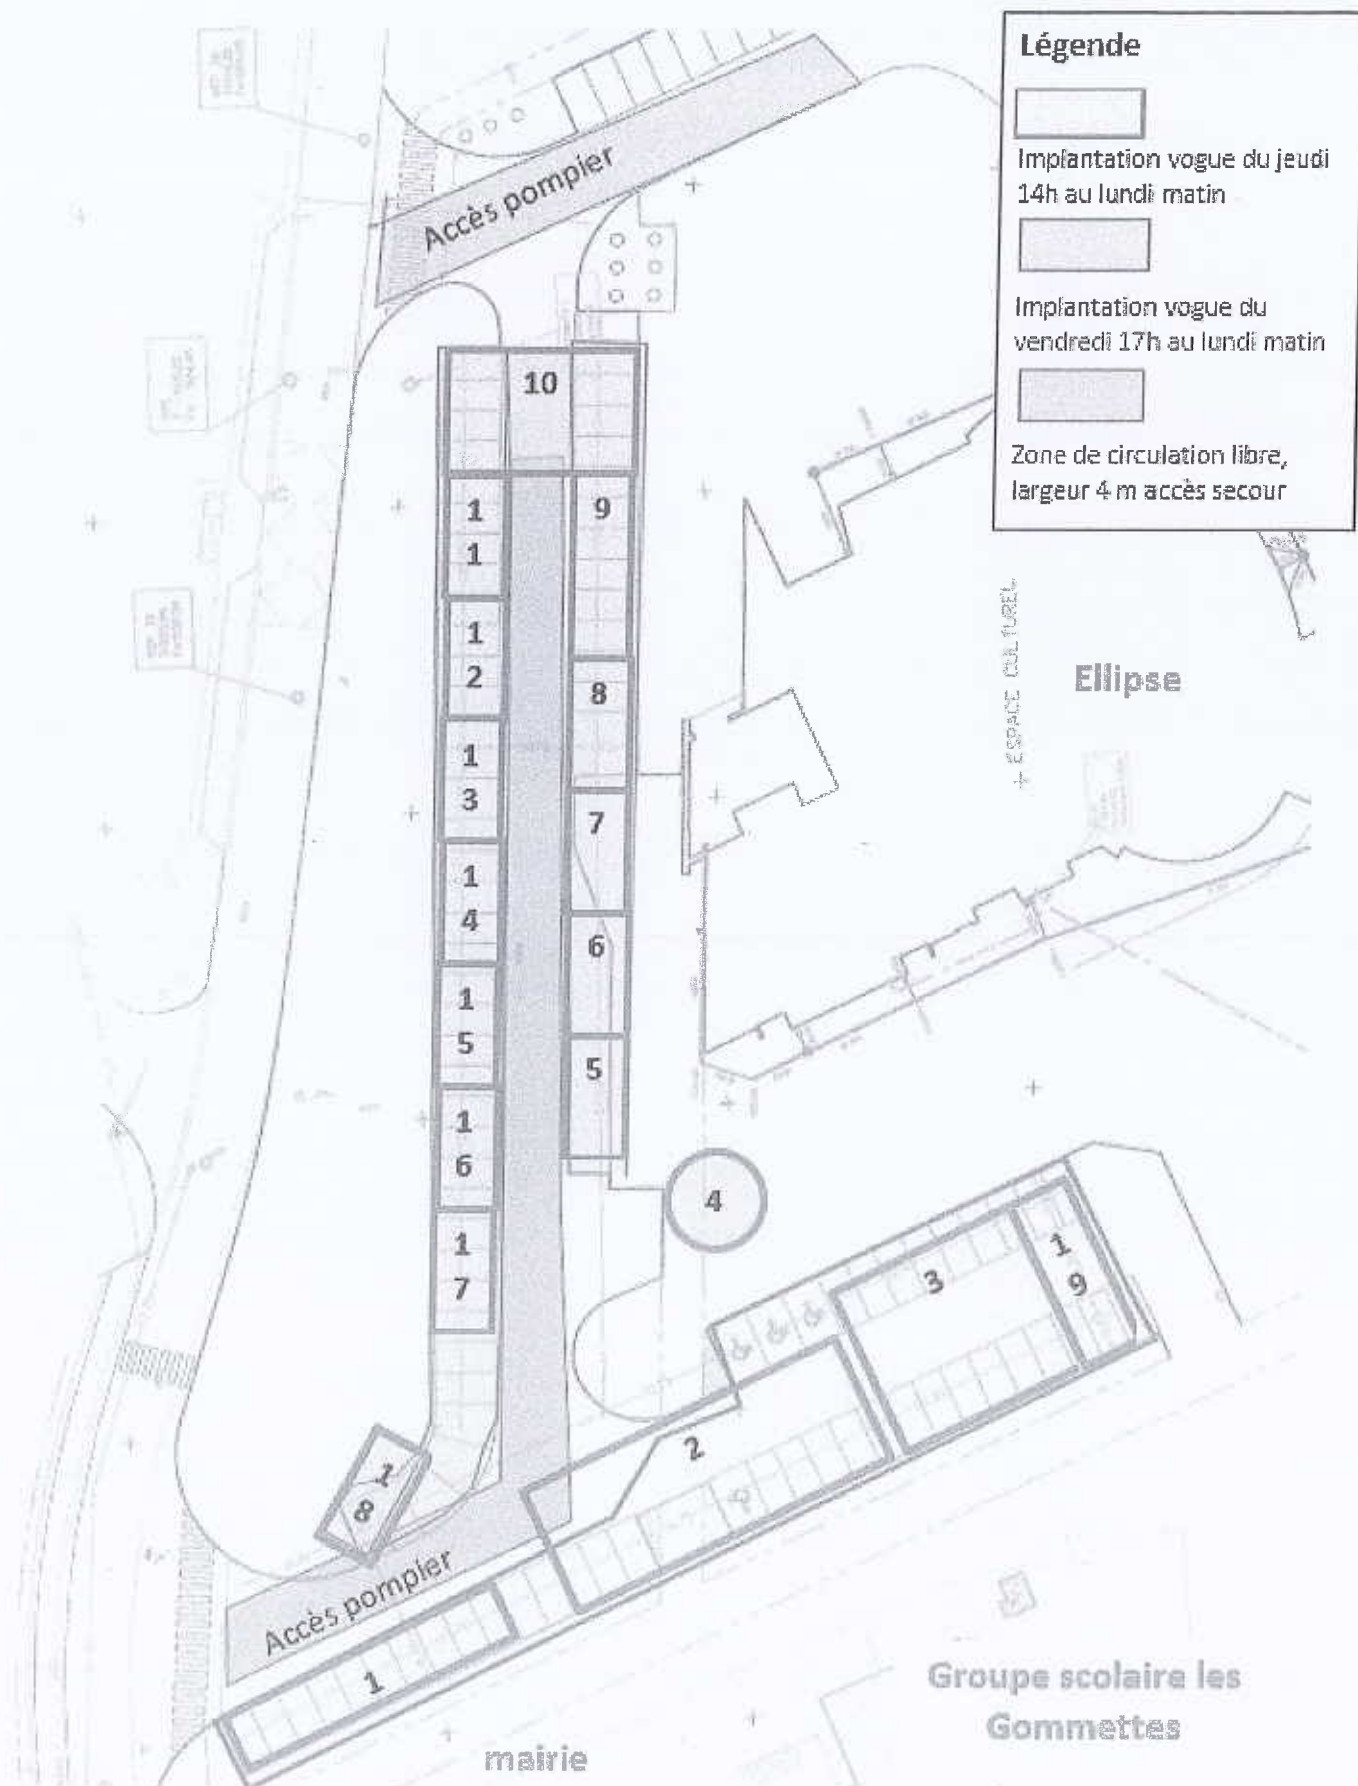 Légende
Implantation vogue du jeudi
14h au lundi matin
Implantation vogue du
vendredi 17h au lundi matin
Zone de circulation libre,
largeur 4 m accès secour
Accès pompier
10
1
1
9
1
2
8
1
3
7
1
4
6
1
5
5
1
6
4
1
7
3
1
9
2
1
8
Accès pompier
1
ESPACE CULTUREL
Ellipse
Groupe scolaire les
Gommettes
mairie